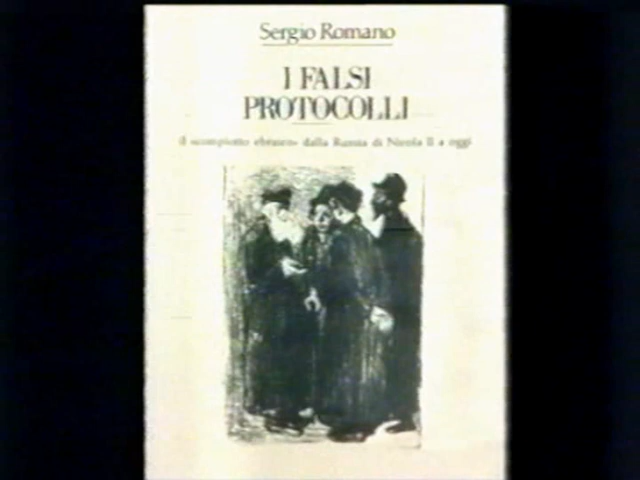 Sergio Romano
I FALSI
PROTOCOLLI
Il «complotto ebraico» dalla Russia di Nicola II a oggi